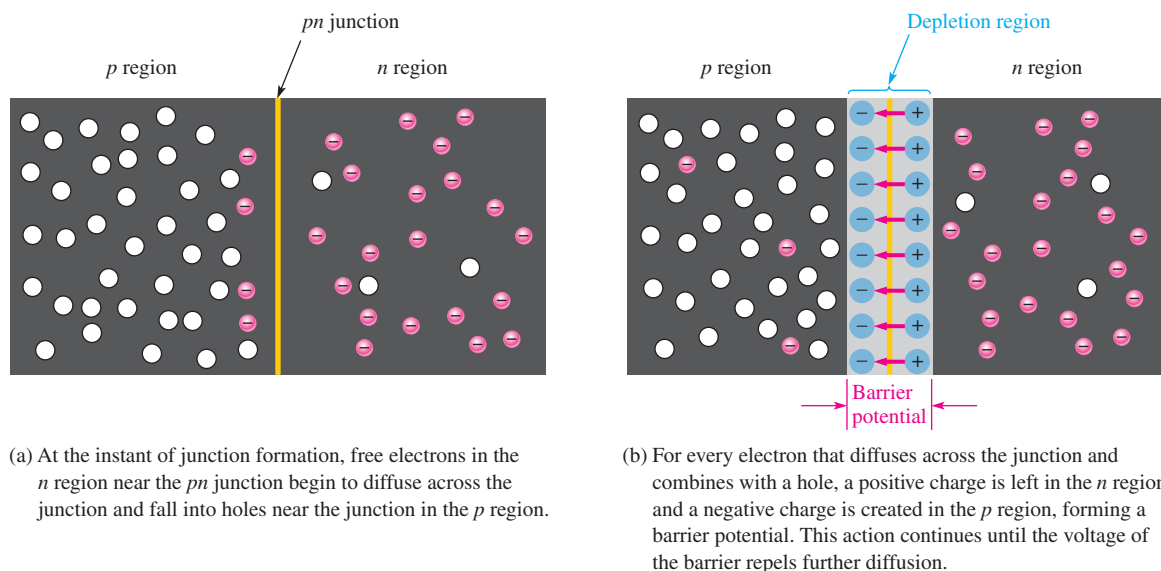 pn junction
p region
n region
(a) At the instant of junction formation, free electrons in the
n region near the pn junction begin to diffuse across the
junction and fall into holes near the junction in the p region.
Depletion region
p region
n region
Barrier
potential
(b) For every electron that diffuses across the junction and
combines with a hole, a positive charge is left in the n region
and a negative charge is created in the p region, forming a
barrier potential. This action continues until the voltage of
the barrier repels further diffusion.